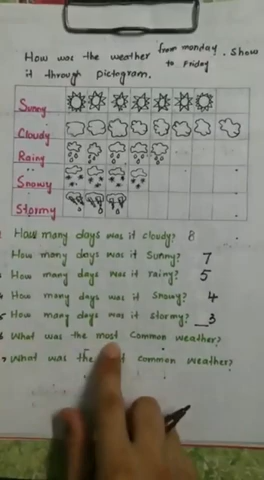 How was the weather from monday. Show
it through pictogram. to Friday
Sunny
Cloudy
Rainy
Snowy
Stormy
How many days was it cloudy? 8
How many days was it Sunny? 7
How many days was it rainy? 5
How many days was it Snowy? 4
5 How many days was it stormy? _3
What was the most Common weather?
What was the common weather?